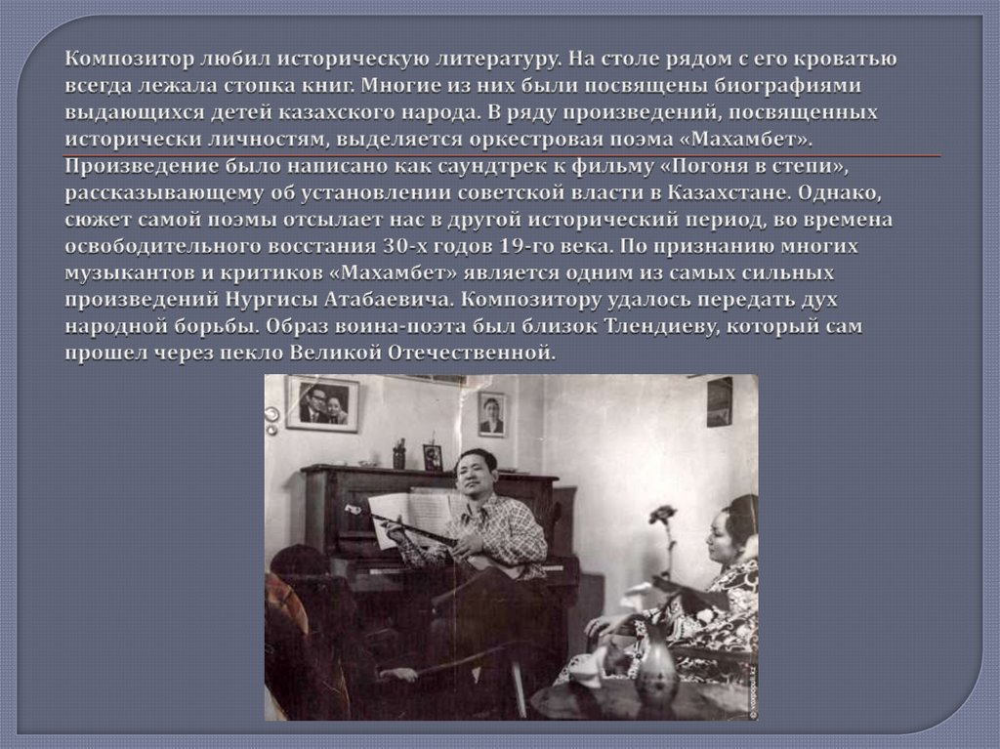 Композитор любил историческую литературу. На столе рядом с его кроватью
всегда лежала стопка книг. Многие из них были посвящены биографиями
выдающихся детей казахского народа. В ряду произведений, посвященных
исторически личностям, выделяется оркестровая поэма «Махамбет».
Произведение было написано как саундтрек к фильму «Погоня в степи»,
рассказывающему об установлении советской власти в Казахстане. Однако,
сюжет самой поэмы отсылает нас в другой исторический период, во времена
освободительного восстания 30-х годов 19-го века. По признанию многих
музыкантов и критиков «Махамбет» является одним из самых сильных
произведений Нургисы Атабаевича. Композитору удалось передать дух
народной борьбы. Образ воина-поэта был близок Тлендиеву, который сам
прошел через пекло Великой Отечественной.
© voxpopuli.kz